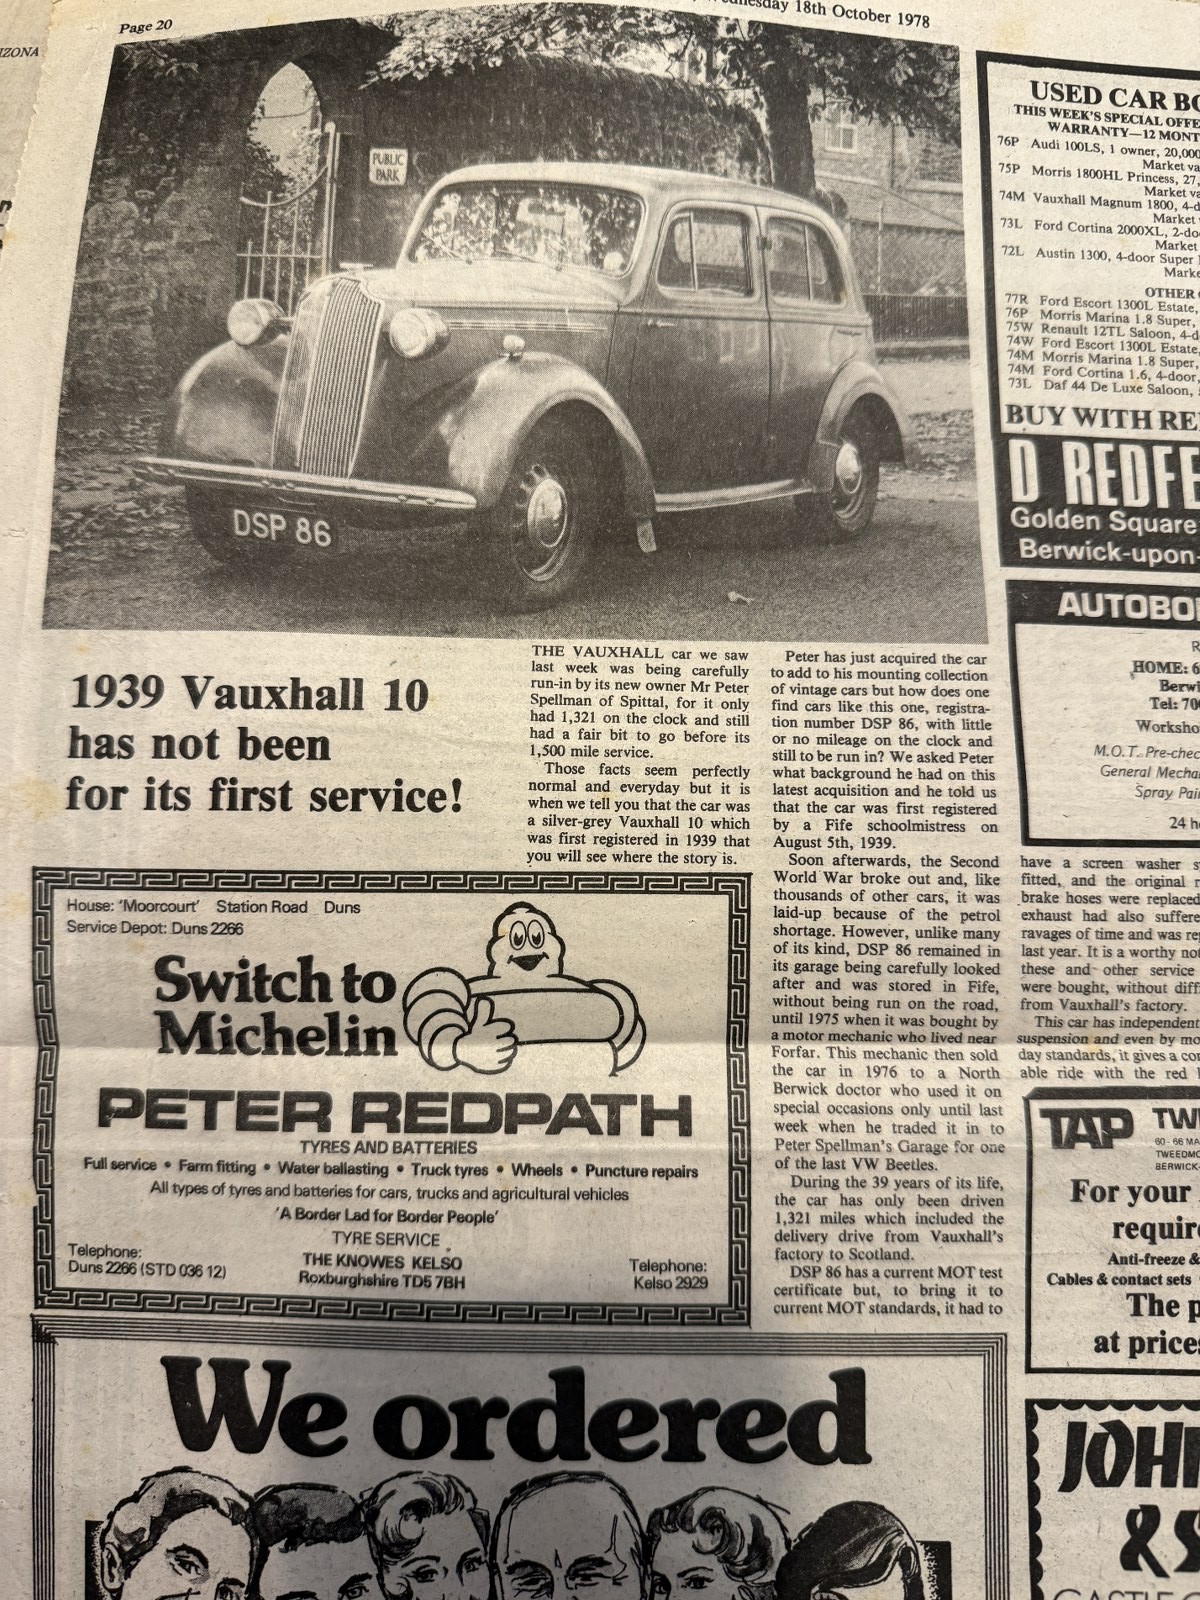 Page 20
18th October 1978
IZONA
PUBLIC
PARK
DSP 86
1939 Vauxhall 10
has not been
for its first service!
THE VAUXHALL car we saw
last week was being carefully
run-in by its new owner Mr Peter
Spellman of Spittal, for it only
had 1,321 on the clock and still
had a fair bit to go before its
1,500 mile service.
Those facts seem perfectly
normal and everyday but it is
when we tell you that the car was
a silver-grey Vauxhall 10 which
was first registered in 1939 that
you will see where the story is.
Peter has just acquired the car
to add to his mounting collection
of vintage cars but how does one
find cars like this one, registra-
tion number DSP 86, with little
or no mileage on the clock and
still to be run in? We asked Peter
what background he had on this
latest acquisition and he told us
that the car was first registered
by a Fife schoolmistress on
August 5th, 1939.
Soon afterwards, the Second
World War broke out and, like
thousands of other cars, it was
laid-up because of the petrol
shortage. However, unlike many
of its kind, DSP 86 remained in
its garage being carefully looked
after and was stored in Fife,
without being run on the road,
until 1975 when it was bought by
a motor mechanic who lived near
Forfar. This mechanic then sold
the car in 1976 to a North
Berwick doctor who used it on
special occasions only until last
week when he traded it in to
Peter Spellman's Garage for one
of the last VW Beetles.
During the 39 years of its life,
the car has only been driven
1,321 miles which included the
delivery drive from Vauxhall's
factory to Scotland.
DSP 86 has a current MOT test
certificate but, to bring it to
current MOT standards, it had to
have a screen washer
fitted, and the original
brake hoses were replaced
exhaust had also
ravages of time and was
last year. It is a worthy
these and other service
were bought, without
from Vauxhall's factory.
This car has
suspension and even by
day standards, it gives a
able ride with the red
House: 'Moorcourt' Station Road Duns
Service Depot: Duns 2266
Switch to
Michelin
PETER REDPATH
TYRES AND BATTERIES
Full service • Farm fitting • Water ballasting • Truck tyres • Wheels • Puncture repairs
All types of tyres and batteries for cars, trucks and agricultural vehicles
'A Border Lad for Border People'
TYRE SERVICE
Telephone:
Duns 2266 (STD 036 12)
THE KNOWES KELSO
Roxburghshire TD5 7BH
Telephone:
Kelso 2929
We ordered
USED CAR
THIS WEEK'S SPECIAL
WARRANTY—12
76P Audi 100LS, 1 owner,
Market
75P Morris 1800HL Princess,
Market
74M Vauxhall Magnum 1800,
Market
73L Ford Cortina 2000XL,
Market
72L Austin 1300, 4-door Super
Market
OTHER
77R Ford Escort 1300L Estate,
76P Morris Marina 1.8 Super,
75W Renault 12TL Saloon,
74W Ford Escort 1300L Estate,
74M Morris Marina 1.8 Super,
74M Ford Cortina 1.6, 4-door,
73L Daf 44 De Luxe Saloon,
BUY WITH
D
Golden Square
Berwick-upon-
HOME:
Tel:
M.O.T.
General
Spray
24
TAP
60-66
For your
Anti-freeze &
Cables & contact sets
The
at